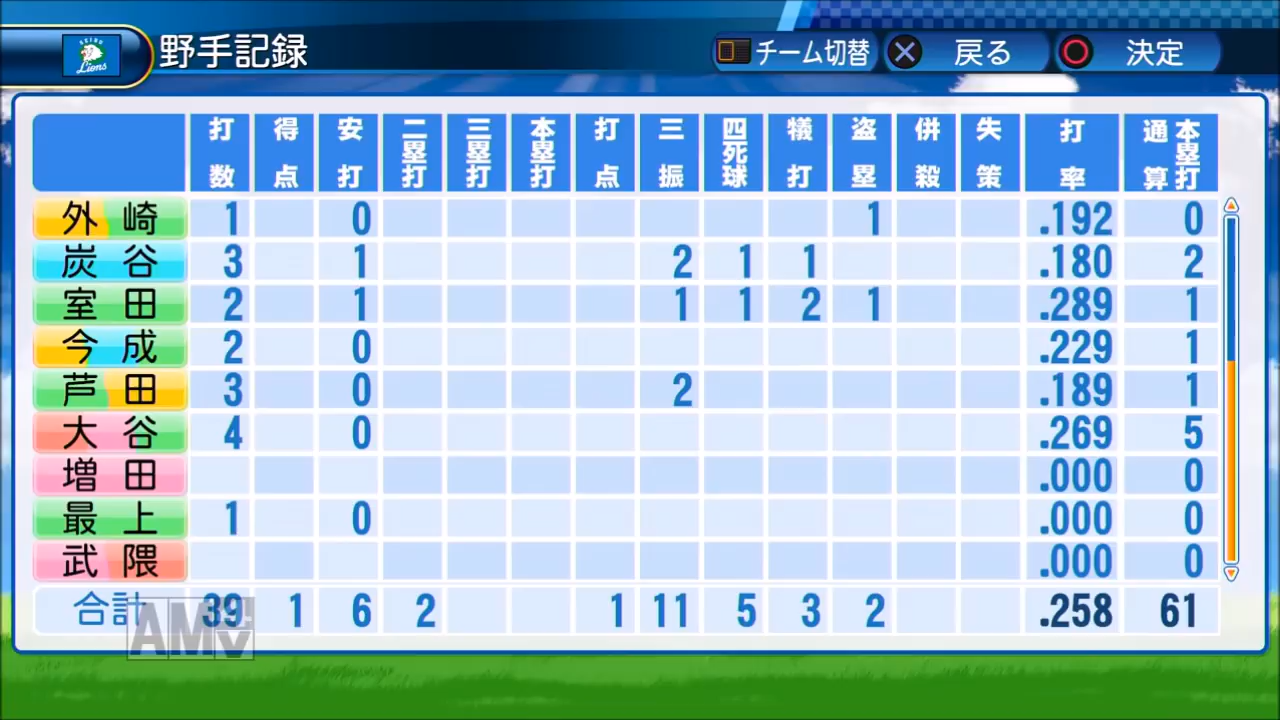 SEIBU
Lions
野手記録
チーム切替
戻る
決定
打数 得点 安打 二塁打 三塁打 本塁打 打点 三振 四死球 犠打 盗塁 併殺 失策 打率 通算本塁打
外崎 1 0 1 .192 0
炭谷 3 1 2 1 1 .180 2
室田 2 1 1 1 2 1 .289 1
今成 2 0 .229 1
芦田 3 0 2 .189 1
大谷 4 0 .269 5
増田 .000 0
最上 1 0 .000 0
武隈 .000 0
合計 39 1 6 2 1 11 5 3 2 .258 61
AMV